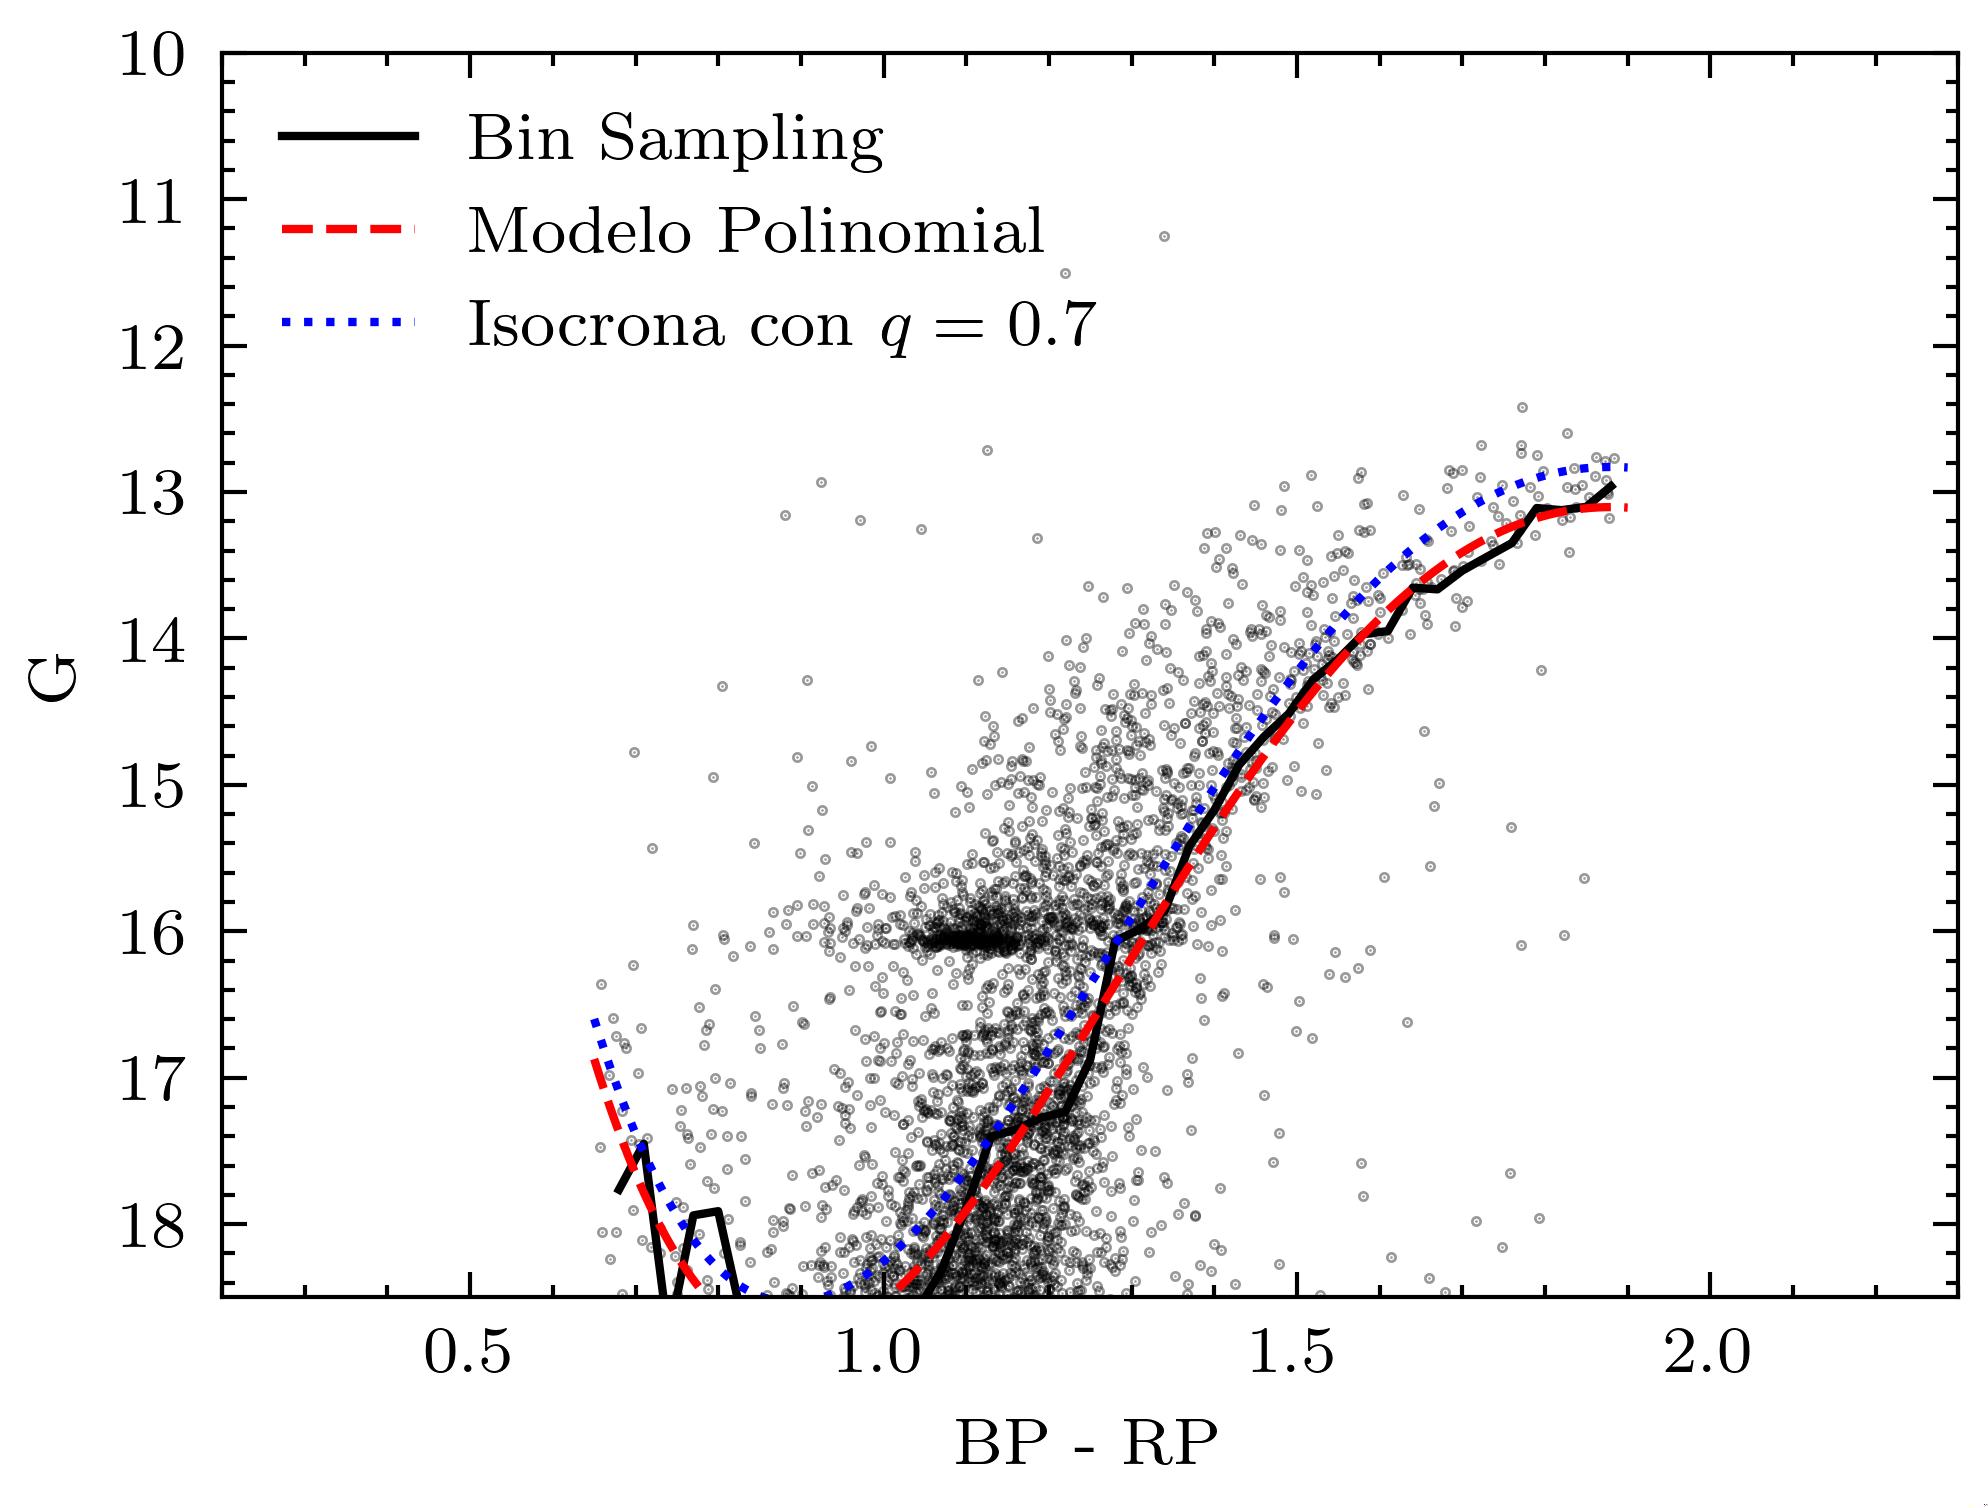 10
11
12
13
14
15
16
17
18
G
Bin Sampling
Modelo Polinomial
Isocrona con q = 0.7
0.5
1.0
1.5
2.0
BP - RP